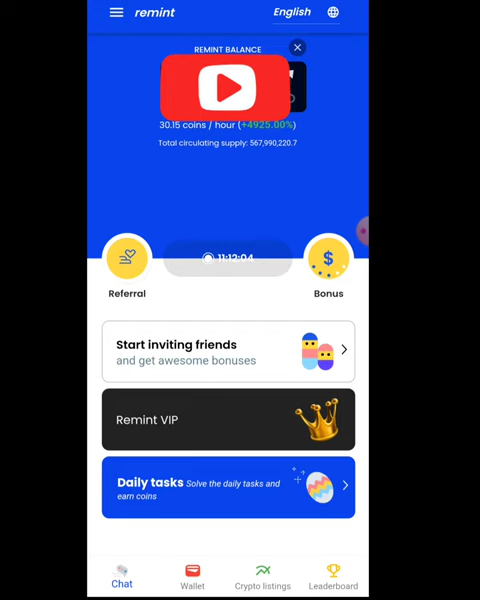 remint
English
REMINT BALANCE
30.15 coins / hour (+4925.00%)
Total circulating supply: 567,990,220.7
11:12:04
Referral
Bonus
Start inviting friends
and get awesome bonuses
Remint VIP
Daily tasks Solve the daily tasks and
earn coins
Chat
Wallet
Crypto listings
Leaderboard